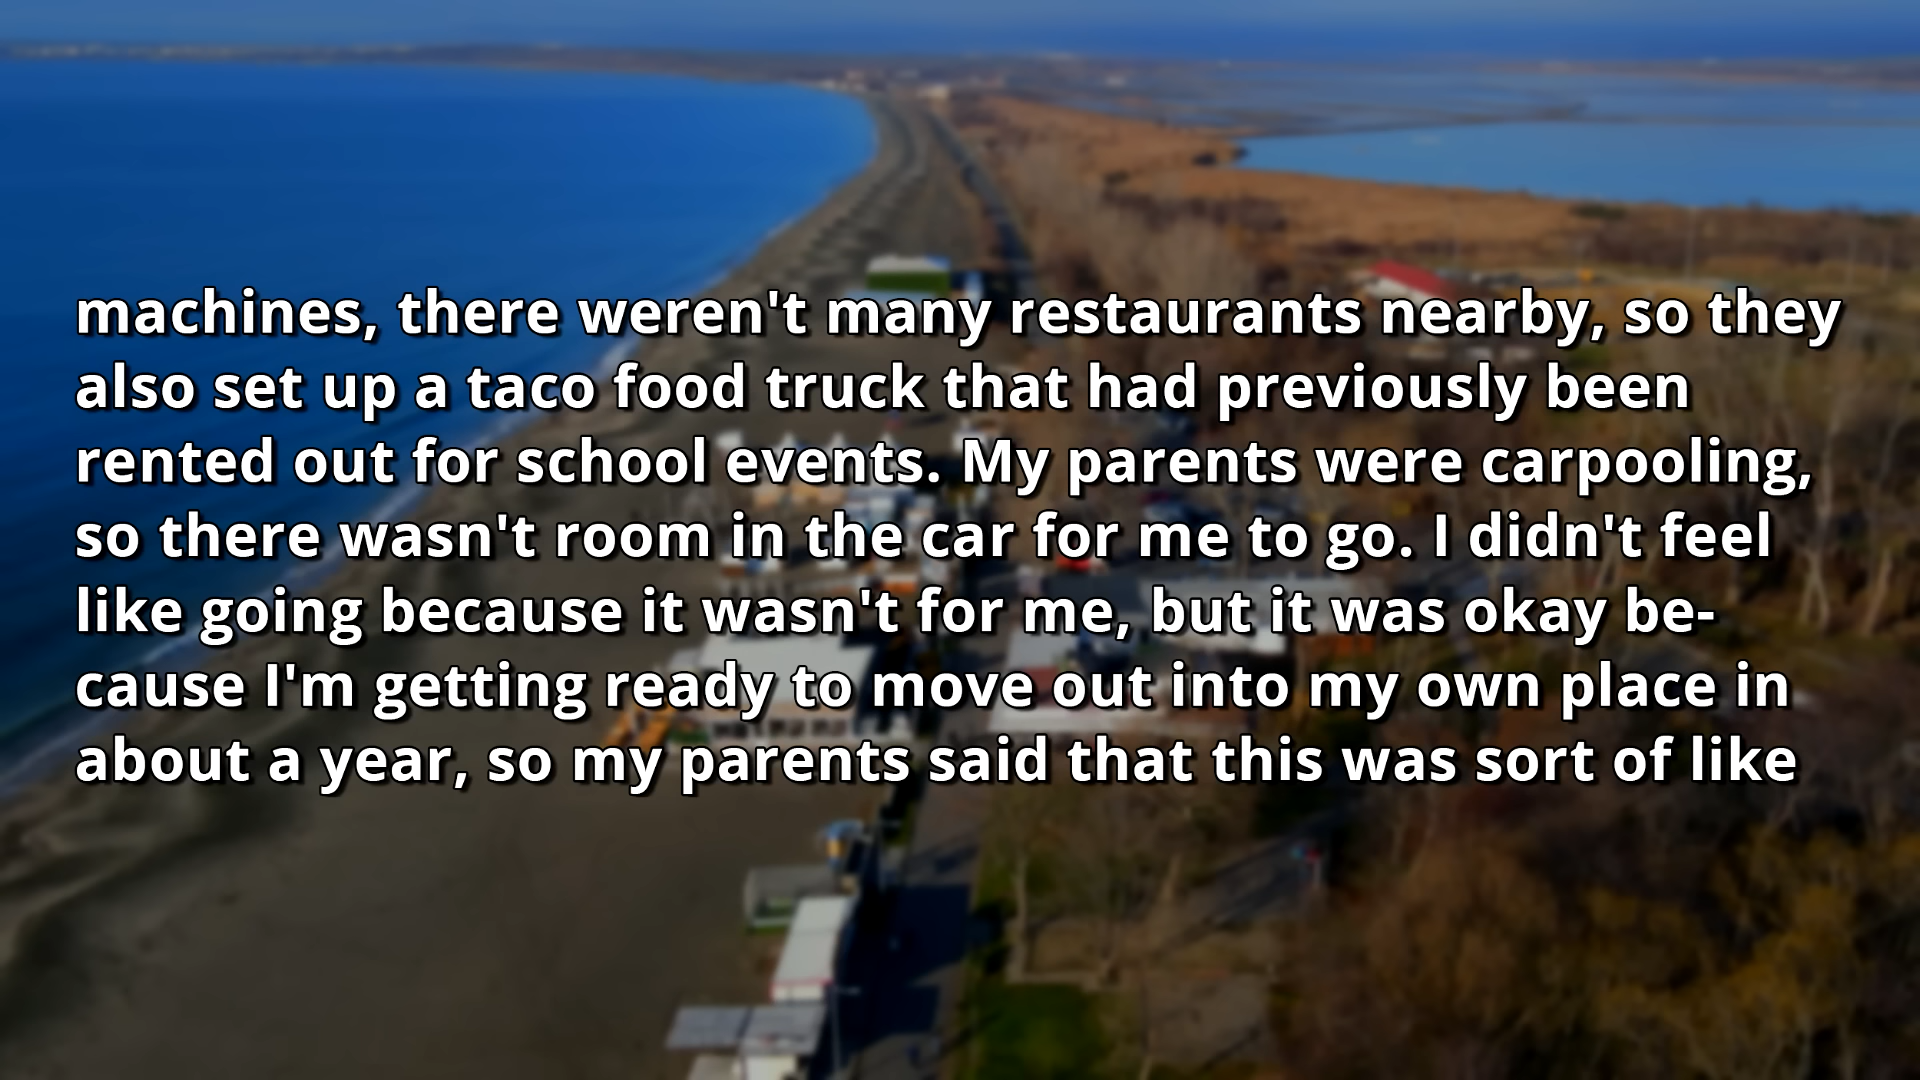 machines, there weren't many restaurants nearby, so they
also set up a taco food truck that had previously been
rented out for school events. My parents were carpooling,
so there wasn't room in the car for me to go. I didn't feel
like going because it wasn't for me, but it was okay be-
cause I'm getting ready to move out into my own place in
about a year, so my parents said that this was sort of like